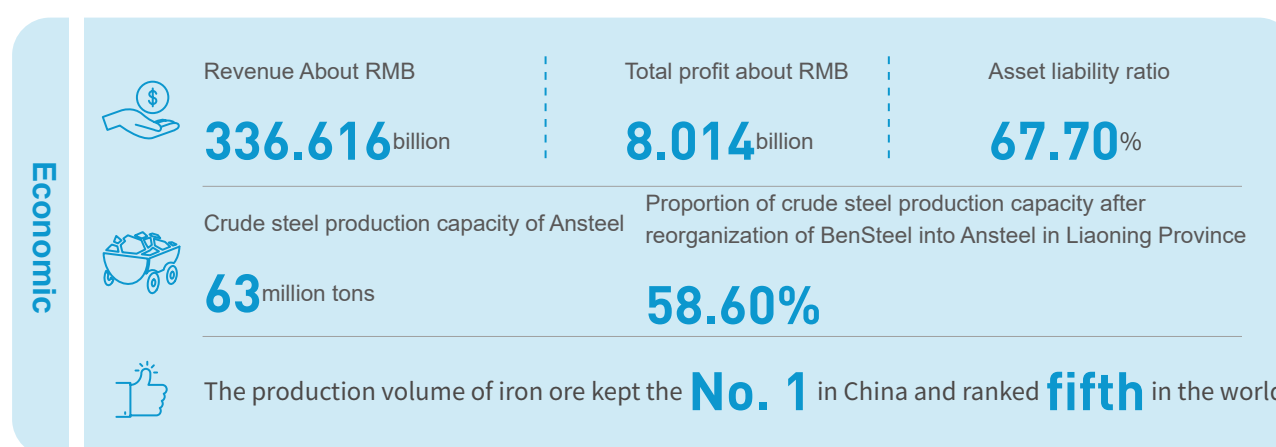 Economic
Revenue About RMB
336.616billion
Total profit about RMB
8.014billion
Asset liability ratio
67.70%
Crude steel production capacity of Ansteel
63million tons
Proportion of crude steel production capacity after
reorganization of BenSteel into Ansteel in Liaoning Province
58.60%
The production volume of iron ore kept the No. 1 in China and ranked fifth in the world